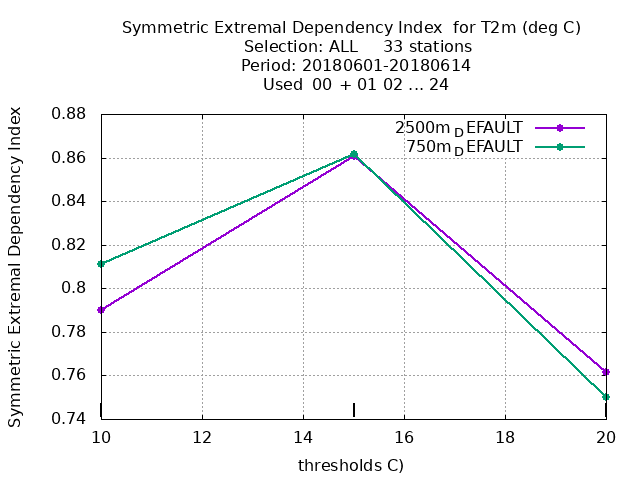 Symmetric Extremal Dependency Index  for T2m (deg C)
Selection: ALL     33 stations
Period: 20180601-20180614
Used  00 + 01 02 ... 24
Symmetric Extremal Dependency Index
0.88
0.86
0.84
0.82
0.8
0.78
0.76
0.74
2500m_DEFAULT
750m_DEFAULT
10 12 14 16 18 20
thresholds C)